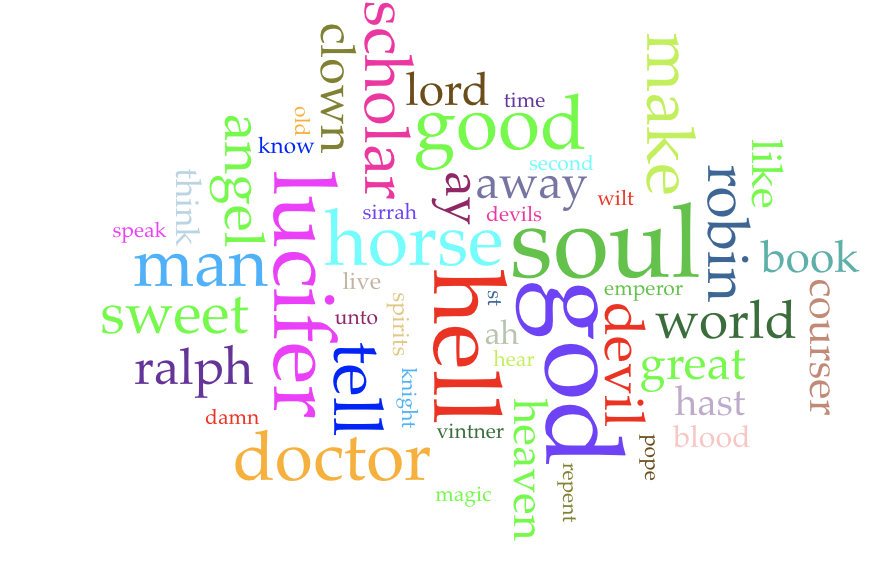 scholar
clown
lord
time
good
make
old
know
angel
second
like
think
ay
away
wilt
robin
lucifer
sirrah
devils
speak
horse
soul
book
man
live
hell
st
god
emperor
courser
sweet
spirits
unto
ah
devil
world
ralph
tell
hear
great
knight
hast
damn
vintner
heaven
blood
doctor
pope
magic
repent